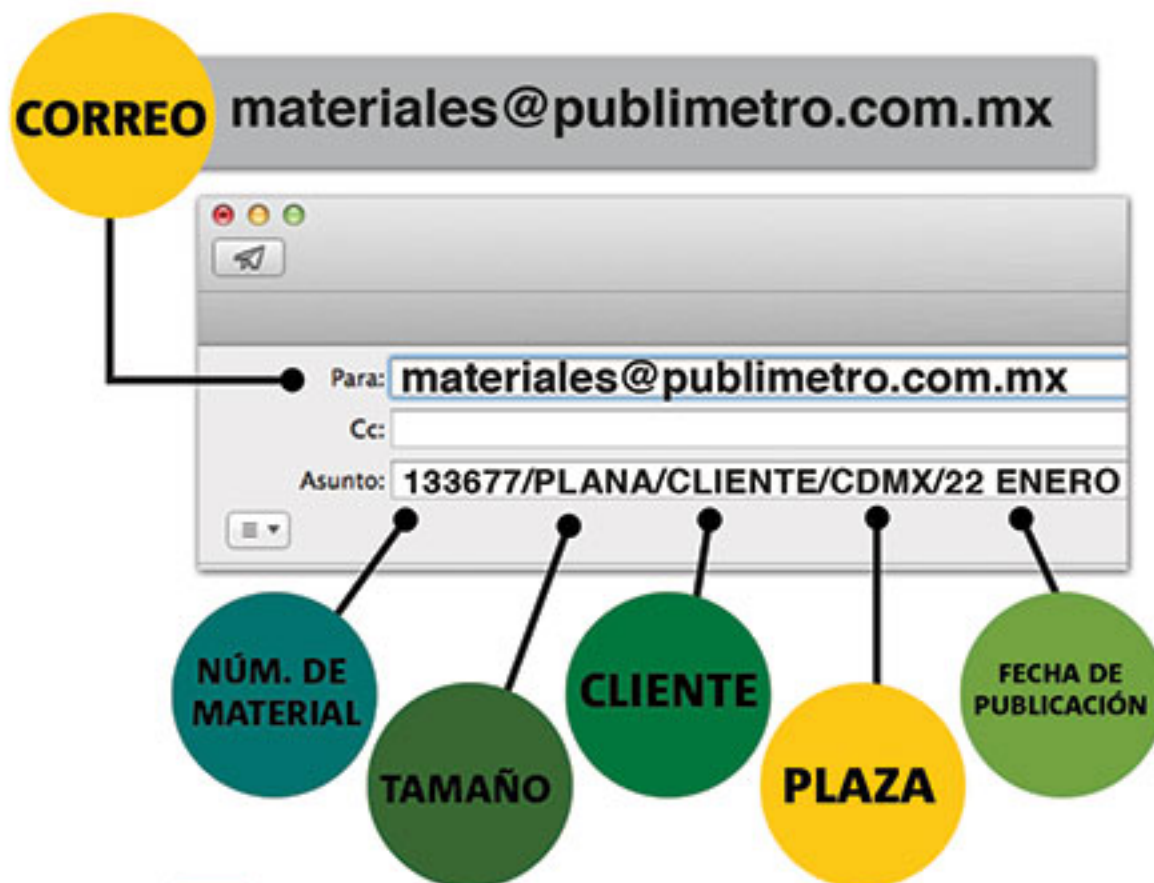 CORREO
materiales@publimetro.com.mx
Para: materiales@publimetro.com.mx
Cc:
Asunto: 133677/PLANA/CLIENTE/CDMX/22 ENERO
NÚM. DE
MATERIAL
TAMAÑO
CLIENTE
PLAZA
FECHA DE
PUBLICACIÓN